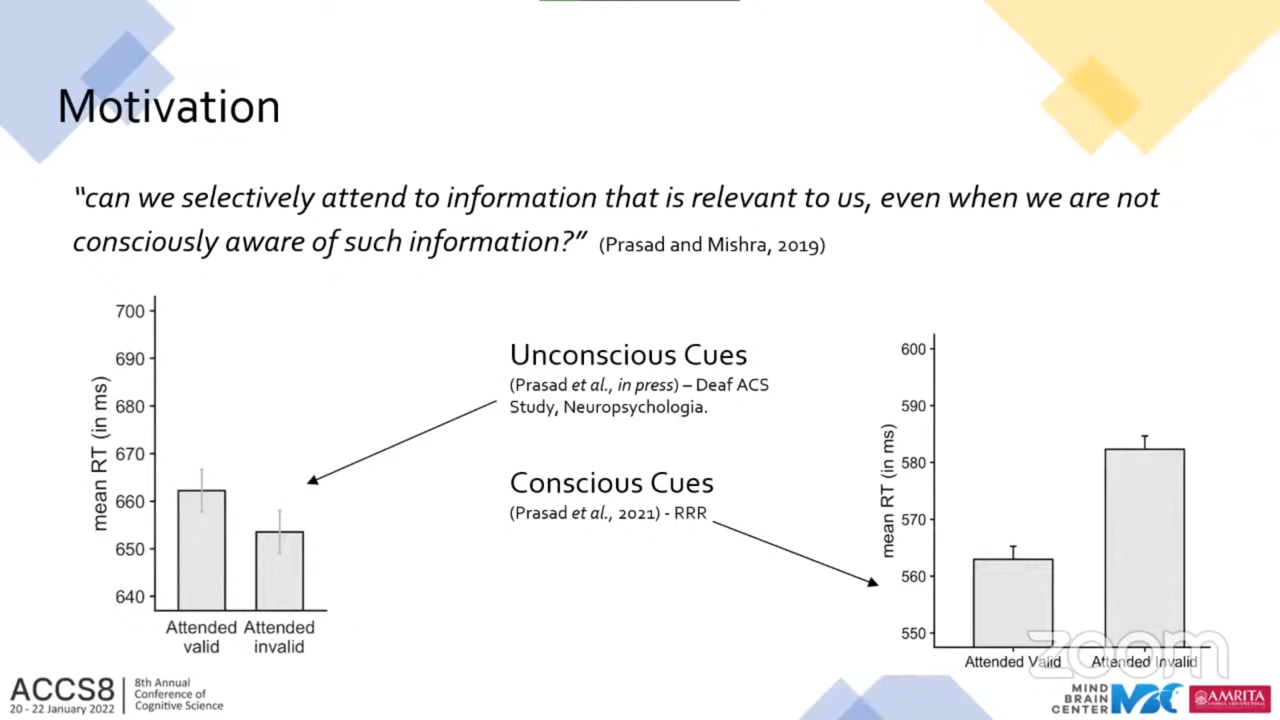 Motivation
“can we selectively attend to information that is relevant to us, even when we are not
consciously aware of such information?” (Prasad and Mishra, 2019)
700
690
680
670
660
650
640
mean RT (in ms)
Attended Attended
valid invalid
Unconscious Cues
(Prasad et al., in press) – Deaf ACS
Study, Neuropsychologia.
Conscious Cues
(Prasad et al., 2021) - RRR
600
590
580
570
560
550
mean RT (in ms)
Attended Valid Attended Invalid
zoom
ACCS8
20 - 22 January 2022
8th Annual
Conference of
Cognitive Science
MIND
BRAIN
CENTER
MBC
AMRITA